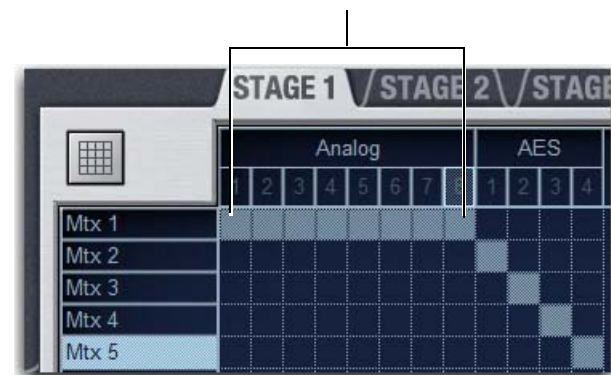 STAGE 1 STAGE 2 STAGE
Analog AES
1 2 3 4 5 6 7 8 1 2 3 4
Mtx 1
Mtx 2
Mtx 3
Mtx 4
Mtx 5